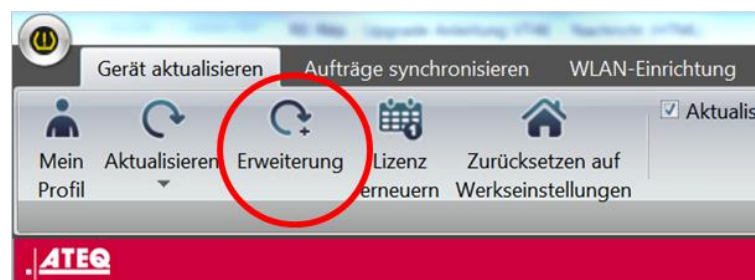 Gerät aktualisieren Aufträge synchronisieren WLAN-Einrichtung
Mein Profil
Aktualisieren
Erweiterung
Lizenz erneuern
Zurücksetzen auf Werkseinstellungen
Aktualis
ATEQ